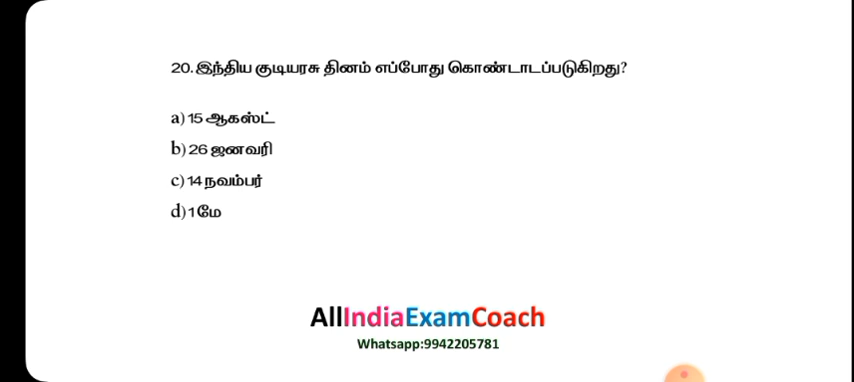 20. இந்திய குடியரசு தினம் எப்போது கொண்டாடப்படுகிறது?
a) 15 ஆகஸ்ட்
b) 26 ஜனவரி
c) 14 நவம்பர்
d) 1 மே
AllIndiaExamCoach
Whatsapp:9942205781